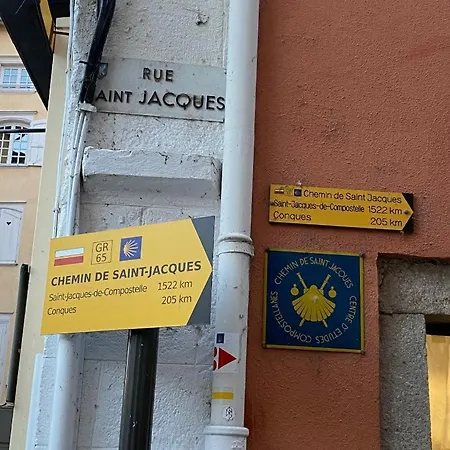 RUE
SAINT JACQUES
Chemin de Saint Jacques
Saint-Jacques-de-Compostelle 1522 km
Conques 205 km
GR
65
CHEMIN DE SAINT-JACQUES
Saint-Jacques-de-Compostelle 1522 km
Conques 205 km
CHEMIN DE SAINT JACQUES
CENTRE D'ETUDES COMPOSTELLANES